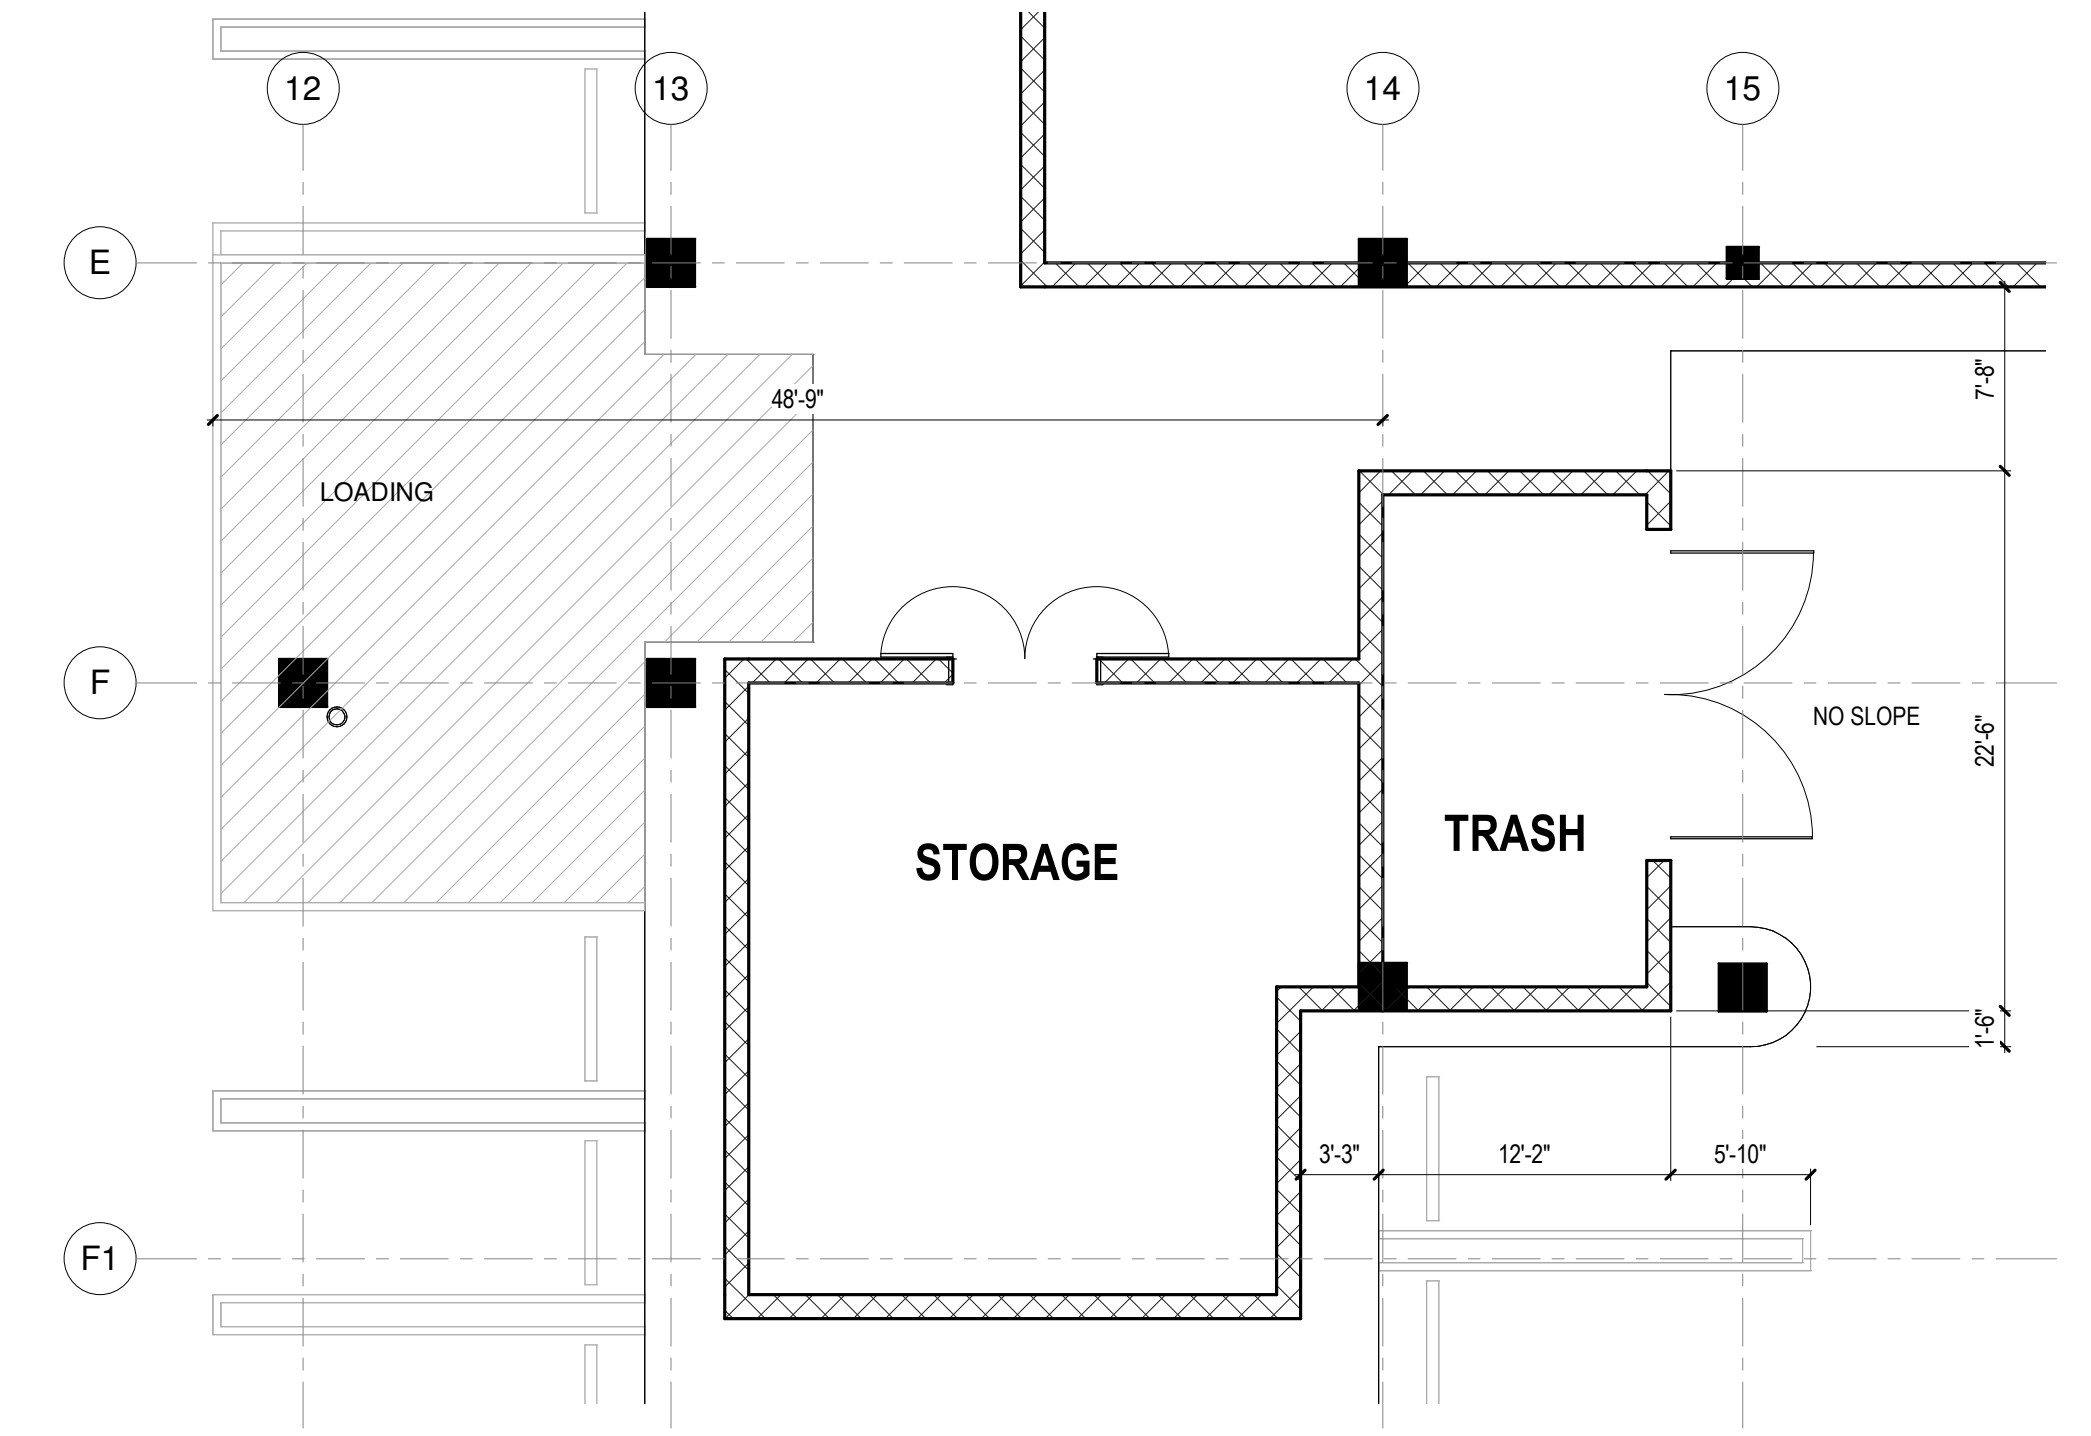 12
13
14
15
E
7'-8"
48'-9"
LOADING
F
NO SLOPE
22'-6"
TRASH
STORAGE
1'-6"
3'-3"
12'-2"
5'-10"
F1